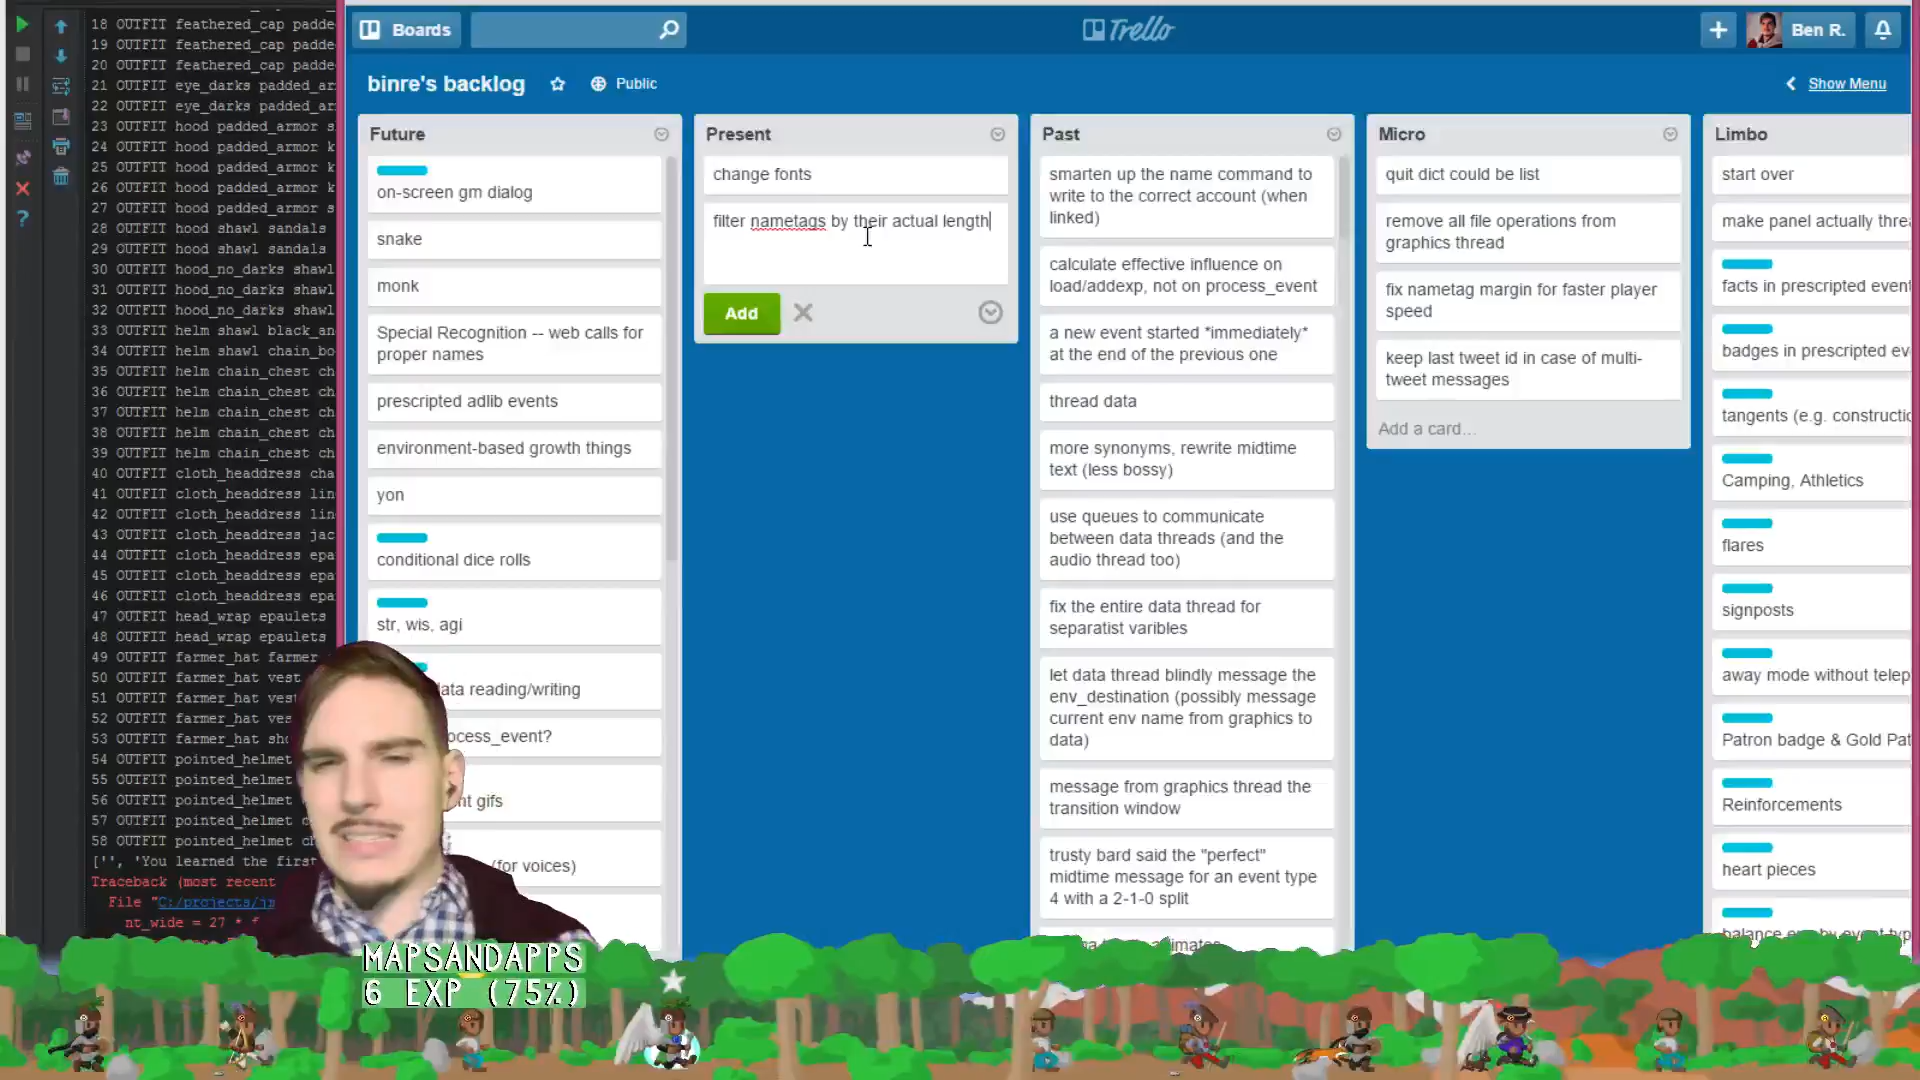 18 OUTFIT feathered_cap padde
19 OUTFIT feathered_cap padde
20 OUTFIT feathered_cap padde
21 OUTFIT eye_darks padded_ar
22 OUTFIT eye_darks padded_ar
23 OUTFIT hood padded_armor s
24 OUTFIT hood padded_armor k
25 OUTFIT hood padded_armor k
26 OUTFIT hood padded_armor k
27 OUTFIT hood padded_armor s
28 OUTFIT hood shawl sandals
29 OUTFIT hood shawl sandals
30 OUTFIT hood_no_darks shawl
31 OUTFIT hood_no_darks shawl
32 OUTFIT hood_no_darks shawl
33 OUTFIT helm shawl black_an
34 OUTFIT helm shawl chain_bo
35 OUTFIT helm chain_chest ch
36 OUTFIT helm chain_chest ch
37 OUTFIT helm chain_chest ch
38 OUTFIT helm chain_chest ch
39 OUTFIT helm chain_chest ch
40 OUTFIT cloth_headdress cha
41 OUTFIT cloth_headdress lin
42 OUTFIT cloth_headdress lin
43 OUTFIT cloth_headdress jac
44 OUTFIT cloth_headdress epa
45 OUTFIT cloth_headdress epa
46 OUTFIT cloth_headdress epa
47 OUTFIT head_wrap epaulets
48 OUTFIT head_wrap epaulets
49 OUTFIT farmer_hat farmer
50 OUTFIT farmer_hat vest
51 OUTFIT farmer_hat vest
52 OUTFIT farmer_hat ves
53 OUTFIT farmer_hat sho
54 OUTFIT pointed_helmet
55 OUTFIT pointed_helmet
56 OUTFIT pointed_helmet
57 OUTFIT pointed_helmet c
58 OUTFIT pointed_helmet ch
['', 'You learned the first
Traceback (most recent
File "C:/projects/jm
nt_wide = 27 * f
Boards
Trello
Ben R.
binre's backlog
Public
Show Menu
Future
on-screen gm dialog
snake
monk
Special Recognition -- web calls for
proper names
prescripted adlib events
environment-based growth things
yon
conditional dice rolls
str, wis, agi
data reading/writing
ocess_event?
nt gifs
(for voices)
Present
change fonts
filter nametags by their actual length
Add
Past
smarten up the name command to
write to the correct account (when
linked)
calculate effective influence on
load/addexp, not on process_event
a new event started *immediately*
at the end of the previous one
thread data
more synonyms, rewrite midtime
text (less bossy)
use queues to communicate
between data threads (and the
audio thread too)
fix the entire data thread for
separatist varibles
let data thread blindly message the
env_destination (possibly message
current env name from graphics to
data)
message from graphics thread the
transition window
trusty bard said the "perfect"
midtime message for an event type
4 with a 2-1-0 split
Micro
quit dict could be list
remove all file operations from
graphics thread
fix nametag margin for faster player
speed
keep last tweet id in case of multi-
tweet messages
Add a card...
Limbo
start over
make panel actually threa
facts in prescripted event
badges in prescripted ev
tangents (e.g. constructic
Camping, Athletics
flares
signposts
away mode without telep
Patron badge & Gold Pat
Reinforcements
heart pieces
MAPSANDAPPS
6 EXP (75%)